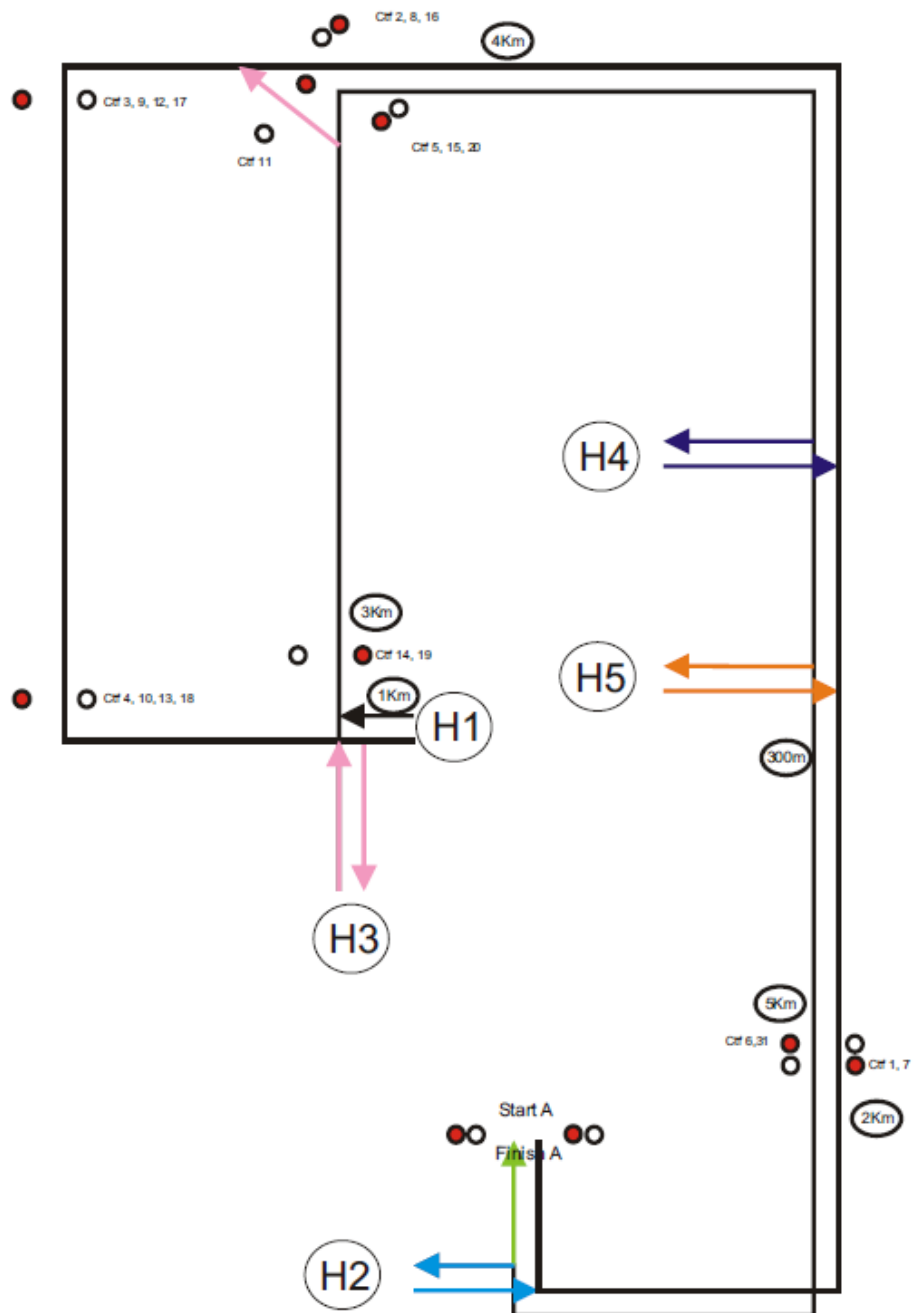 Ctf 2, 8, 16
4Km
Ctf 3, 9, 12, 17
Ctf 11
Ctf 5, 15, 20
H4
3Km
Ctf 14, 19
H5
1Km
Ctf 4, 10, 13, 18
H1
300m
H3
5Km
Ctf 6,31
Ctf 1, 7
Start A
2Km
Finish A
H2